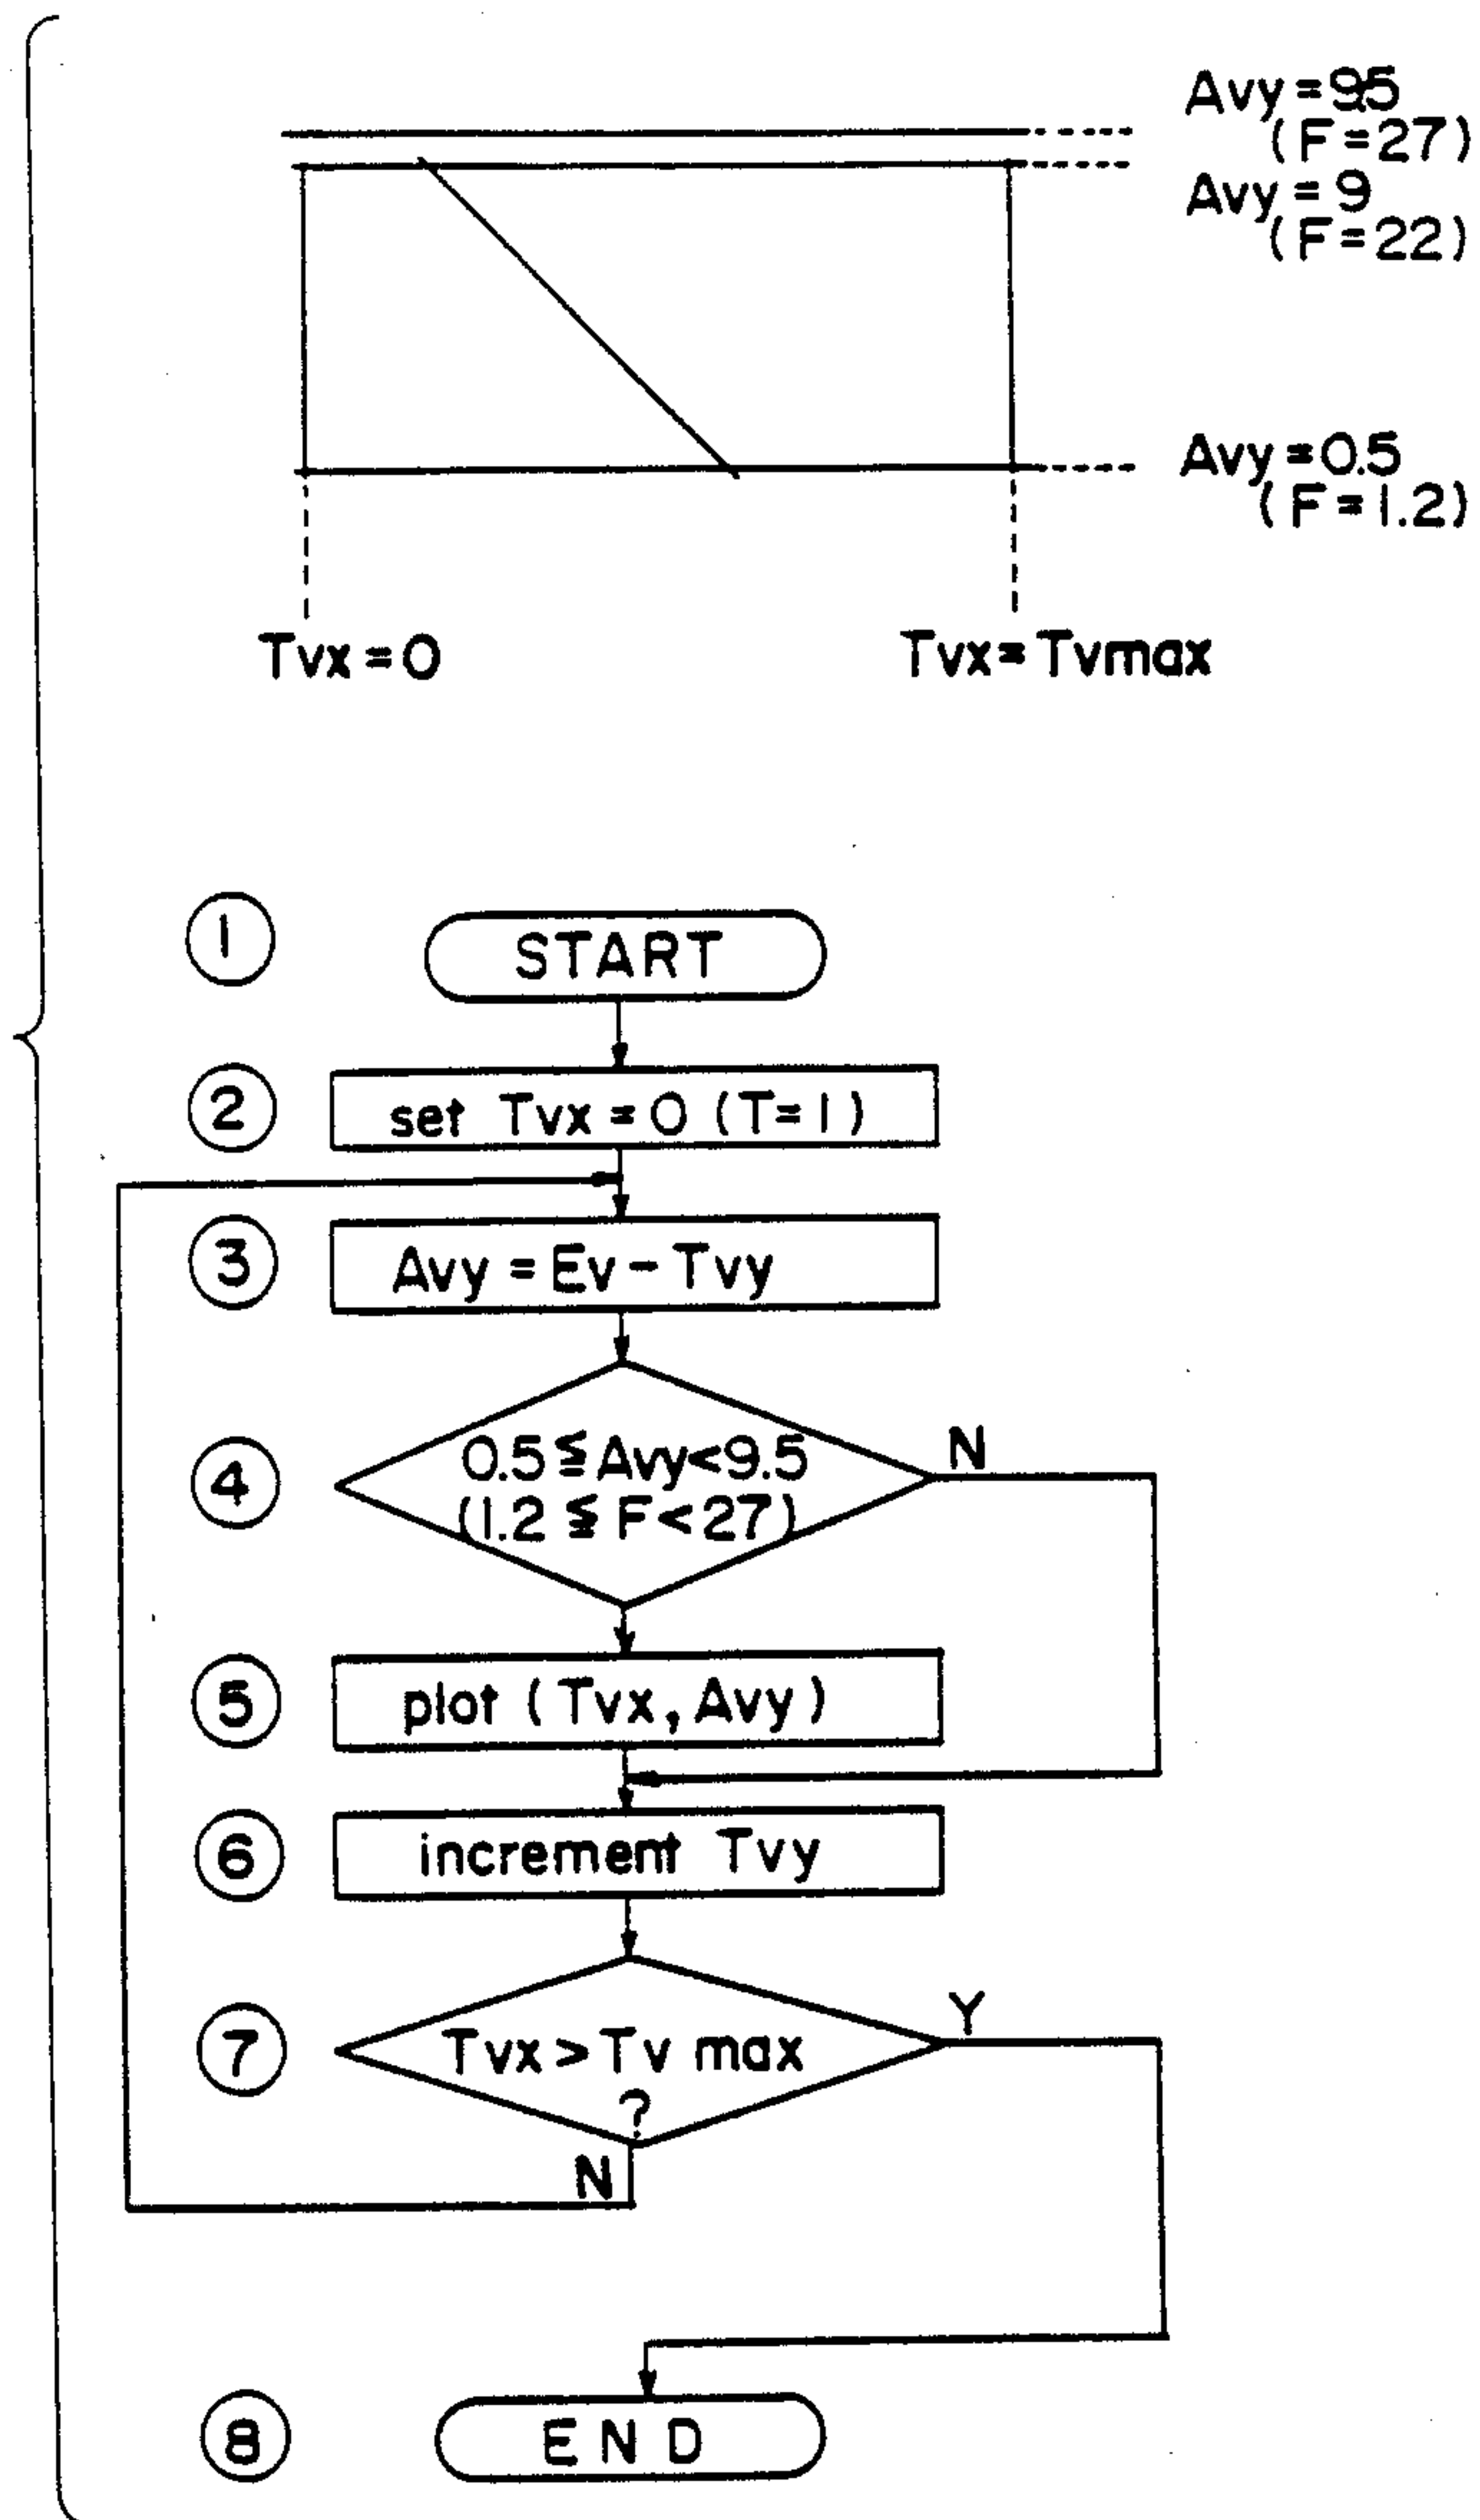 Avy=9.5
(F=27)
Avy=9
(F=22)
Avy=0.5
(F=1.2)
Tvx=0
Tvx=Tvmax
1
START
2
set Tvx=0 (T=1)
3
Avy=Ev-Tvy
4
0.5≦Avy<9.5
(1.2≦F<27)
N
5
plot (Tvx, Avy)
6
increment Tvy
7
Tvx>Tv max
?
Y
N
8
END